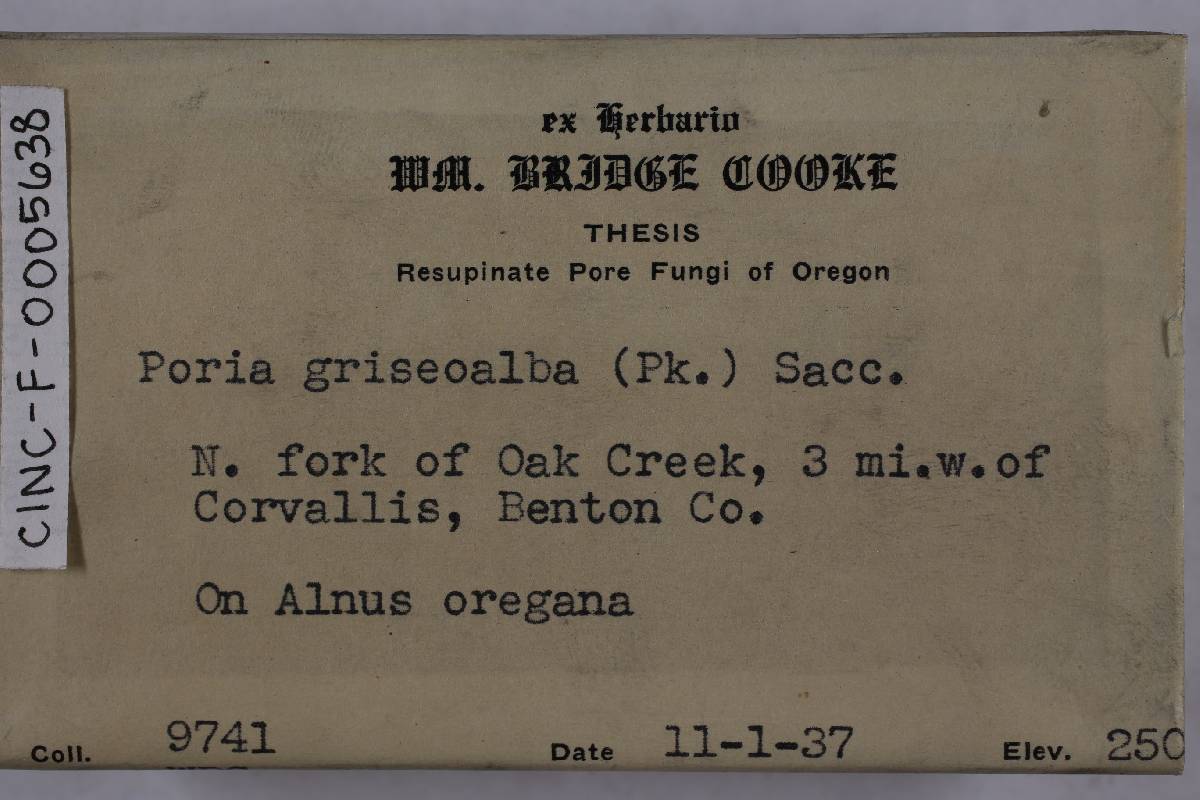 CINC-F-0005638
ex Herbario
WM. BRIDGE COOKE
THESIS
Resupinate Pore Fungi of Oregon
Poria griseoalba (Pk.) Sacc.
N. fork of Oak Creek, 3 mi.w.of
Corvallis, Benton Co.
On Alnus oregana
Coll. 9741 Date 11-1-37 Elev. 250